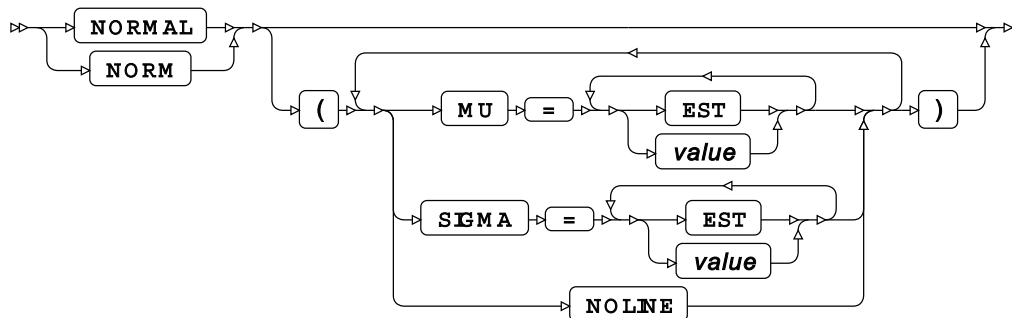 NORMAL
NORM
( MU = EST )
value
SIGMA = EST
value
NOLINE